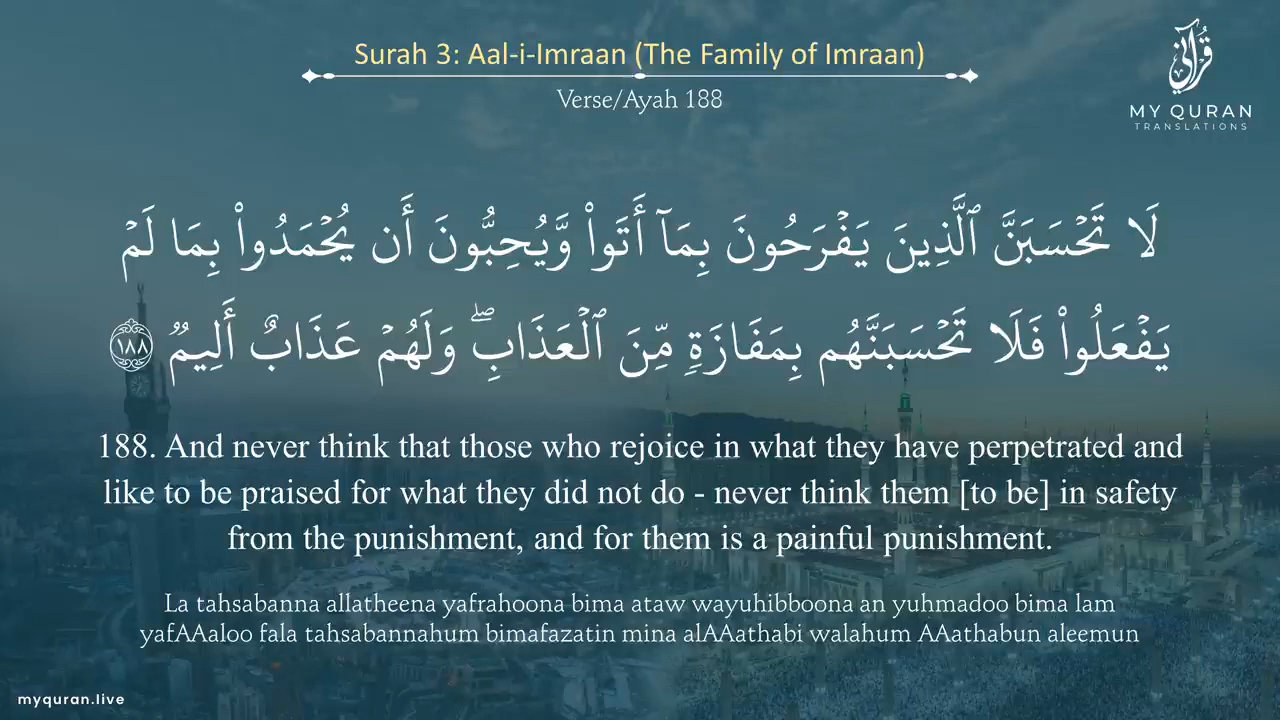 Surah 3: Aal-i-Imraan (The Family of Imraan)
Verse/Ayah 188
قرآني
MY QURAN
TRANSLATIONS
لَا تَحْسَبَنَّ ٱلَّذِينَ يَفْرَحُونَ بِمَآ أَتَوا۟ وَّيُحِبُّونَ أَن يُحْمَدُوا۟ بِمَا لَمْ
يَفْعَلُوا۟ فَلَا تَحْسَبَنَّهُم بِمَفَازَةٍ مِّنَ ٱلْعَذَابِ ۖ وَلَهُمْ عَذَابٌ أَلِيمٌ ١٨٨
188. And never think that those who rejoice in what they have perpetrated and
like to be praised for what they did not do - never think them [to be] in safety
from the punishment, and for them is a painful punishment.
La tahsabanna allatheena yafrahoona bima ataw wayuhibboona an yuhmadoo bima lam
yafAAaloo fala tahsabannahum bimafazatin mina alAAathabi walahum AAathabun aleemun
myquran.live